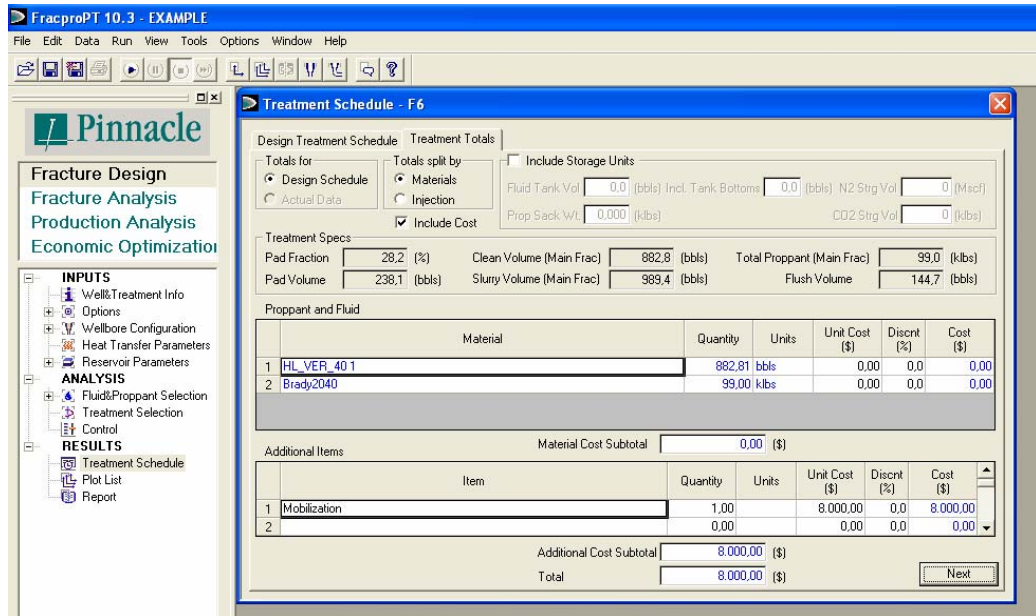 FracproPT 10.3 - EXAMPLE
File Edit Data Run View Tools Options Window Help
Pinnacle
Fracture Design
Fracture Analysis
Production Analysis
Economic Optimization
INPUTS
Well&Treatment Info
Options
Wellbore Configuration
Heat Transfer Parameters
Reservoir Parameters
ANALYSIS
Fluid&Proppant Selection
Treatment Selection
Control
RESULTS
Treatment Schedule
Plot List
Report
Treatment Schedule - F6
Design Treatment Schedule Treatment Totals
Totals for
Design Schedule
Actual Data
Totals split by
Materials
Injection
Include Cost
Include Storage Units
Fluid Tank Vol 0,0 (bbls) Incl. Tank Bottoms 0,0 (bbls) N2 Strg Vol 0 (Mscf)
Prop Sack Wt. 0,000 (klbs) CO2 Strg Vol 0 (klbs)
Treatment Specs
Pad Fraction 28,2 (%) Clean Volume (Main Frac) 882,8 (bbls) Total Proppant (Main Frac) 99,0 (klbs)
Pad Volume 238,1 (bbls) Slurry Volume (Main Frac) 989,4 (bbls) Flush Volume 144,7 (bbls)
Proppant and Fluid
Material Quantity Units Unit Cost ($) Discnt (%) Cost ($)
1 HL_VER_40 1 882,81 bbls 0,00 0,0 0,00
2 Brady2040 99,00 klbs 0,00 0,0 0,00
Material Cost Subtotal 0,00 ($)
Additional Items
Item Quantity Units Unit Cost ($) Discnt (%) Cost ($)
1 Mobilization 1,00 8.000,00 0,0 8.000,00
2 0,00 0,00 0,0 0,00
Additional Cost Subtotal 8.000,00 ($)
Total 8.000,00 ($)
Next